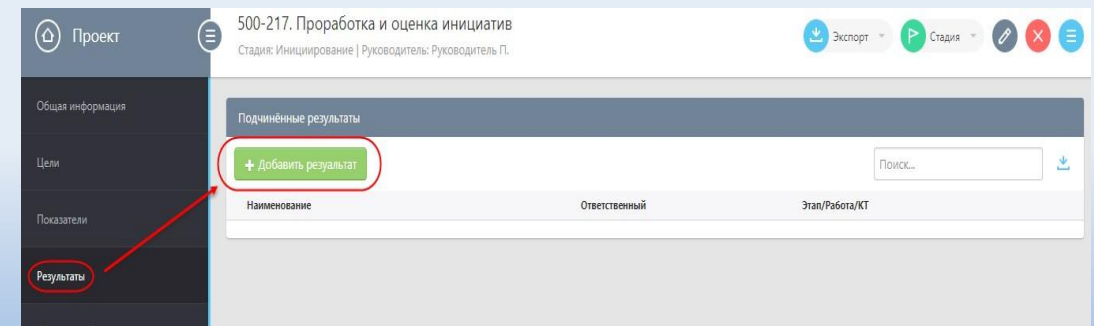 Проект
500-217. Проработка и оценка инициатив
Стадия: Инициирование | Руководитель: Руководитель П.
Экспорт
Стадия
Общая информация
Цели
Показатели
Результаты
Подчинённые результаты
+ Добавить результат
Поиск...
Наименование
Ответственный
Этап/Работа/КТ